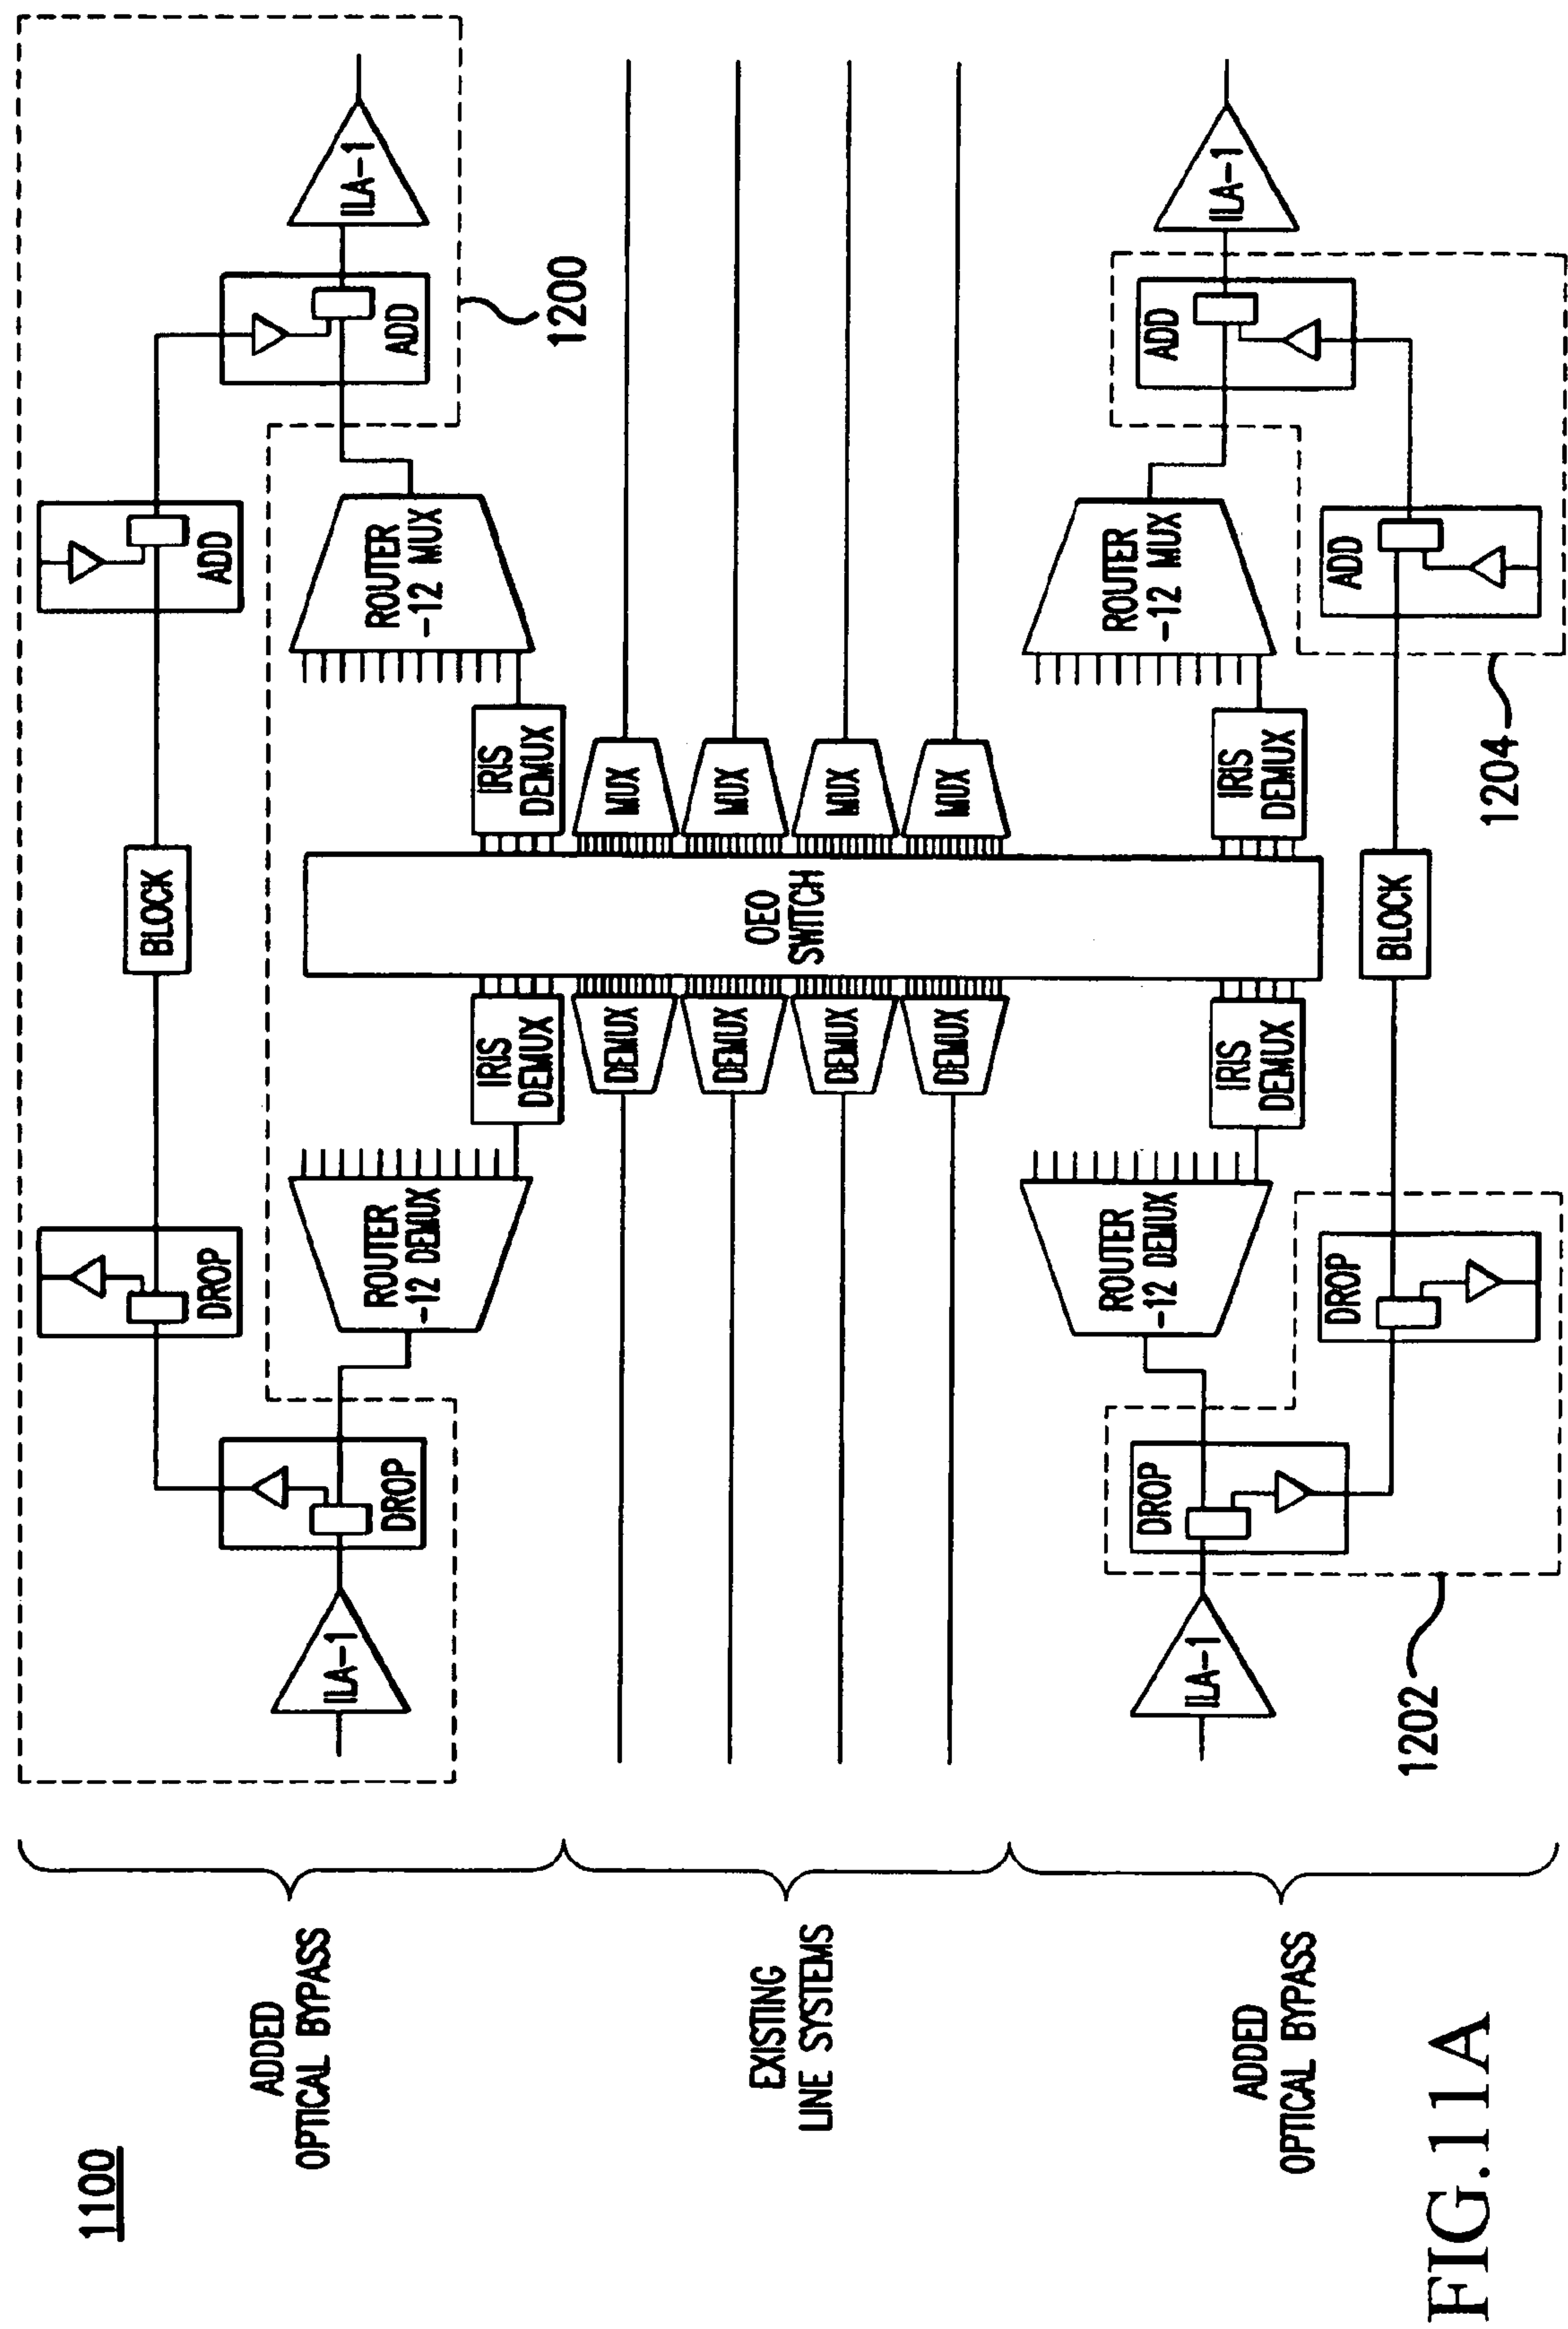 1100
ADDED
OPTICAL BYPASS
DROP
BLOCK
ADD
ILA-1
DROP
ROUTER
-12 DEMUX
IRIS
DEMUX
IRIS
DEMUX
ROUTER
-12 MUX
ADD
ILA-1
1200
EXISTING
LINE SYSTEMS
DEMUX
MUX
DEMUX
MUX
OEO
SWITCH
DEMUX
MUX
DEMUX
MUX
ADDED
OPTICAL BYPASS
ILA-1
DROP
ROUTER
-12 DEMUX
IRIS
DEMUX
IRIS
DEMUX
ROUTER
-12 MUX
ADD
ILA-1
DROP
BLOCK
ADD
1202
1204
FIG.11A